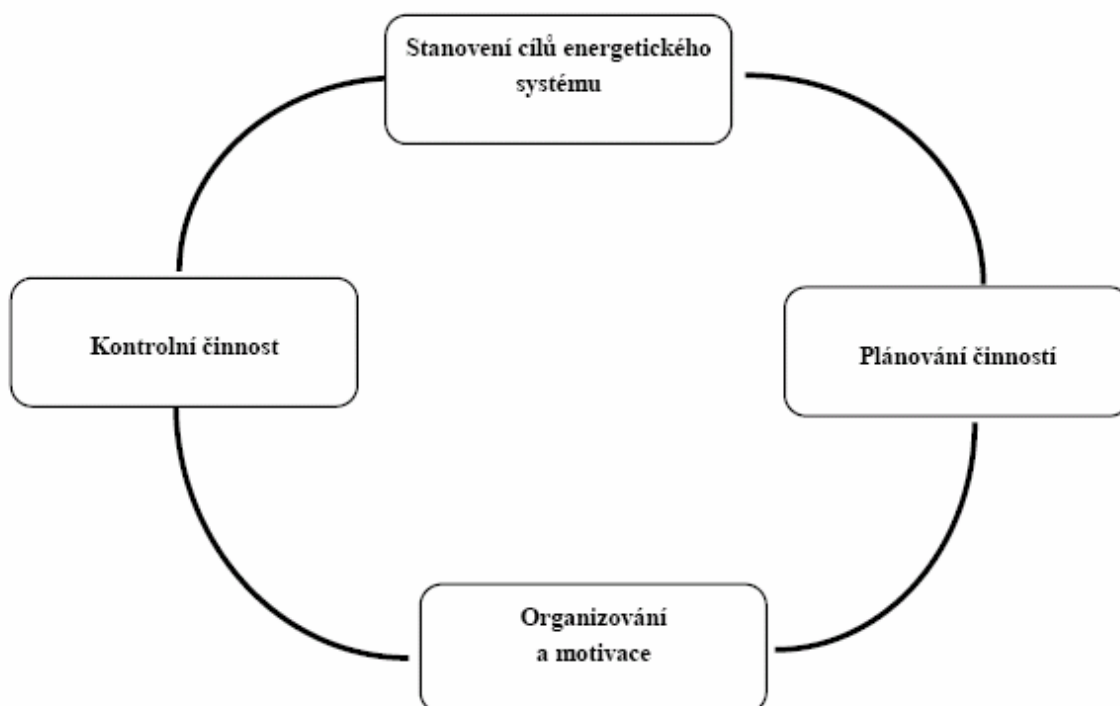 Stanovení cílů energetického
systému
Kontrolní činnost
Plánování činností
Organizování
a motivace